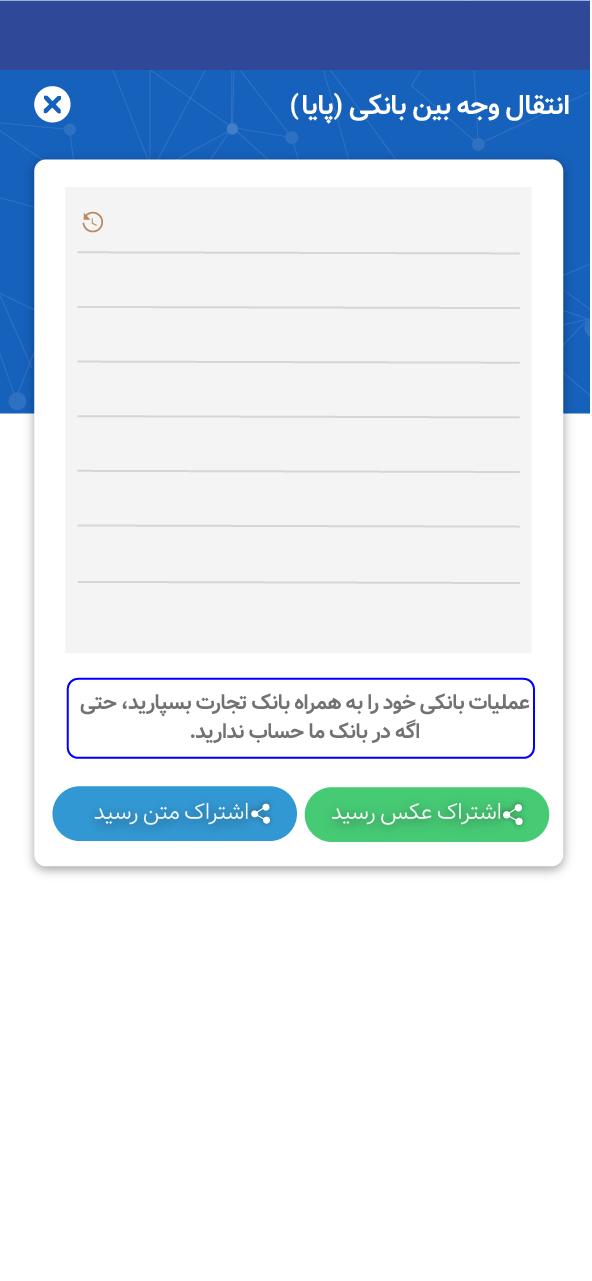 انتقال وجه بین بانکی (پایا)
عملیات بانکی خود را به همراه بانک تجارت بسپارید، حتی
اگه در بانک ما حساب ندارید.
اشتراک عکس رسید
اشتراک متن رسید